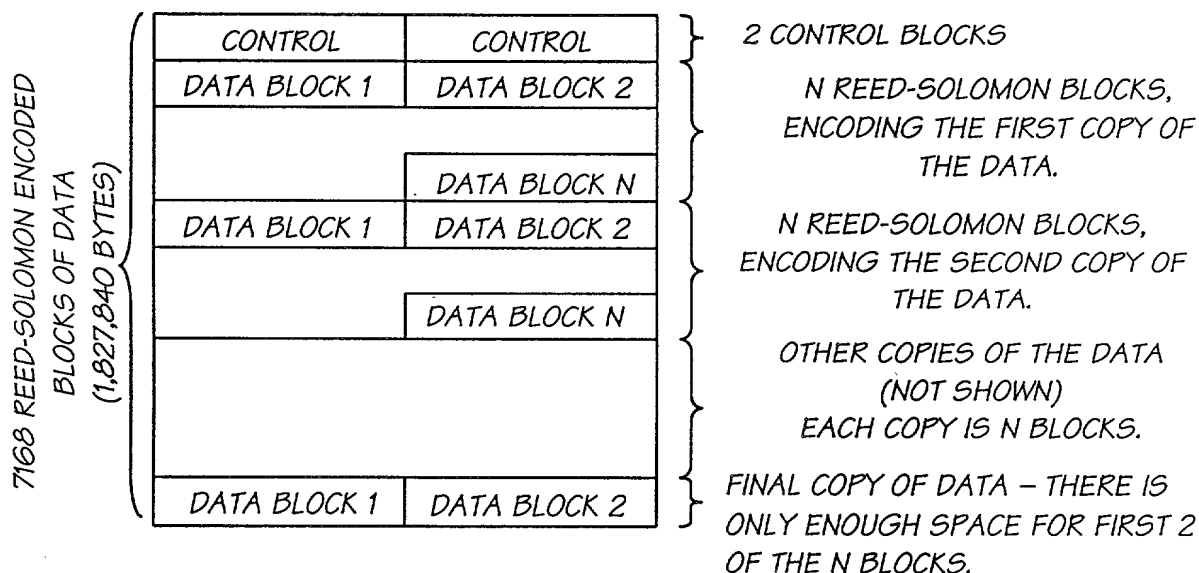 7168 REED-SOLOMON ENCODED
BLOCKS OF DATA
(1,827,840 BYTES)
CONTROL CONTROL
DATA BLOCK 1 DATA BLOCK 2
DATA BLOCK N
DATA BLOCK 1 DATA BLOCK 2
DATA BLOCK N
DATA BLOCK 1 DATA BLOCK 2
2 CONTROL BLOCKS
N REED-SOLOMON BLOCKS,
ENCODING THE FIRST COPY OF
THE DATA.
N REED-SOLOMON BLOCKS,
ENCODING THE SECOND COPY OF
THE DATA.
OTHER COPIES OF THE DATA
(NOT SHOWN)
EACH COPY IS N BLOCKS.
FINAL COPY OF DATA – THERE IS
ONLY ENOUGH SPACE FOR FIRST 2
OF THE N BLOCKS.